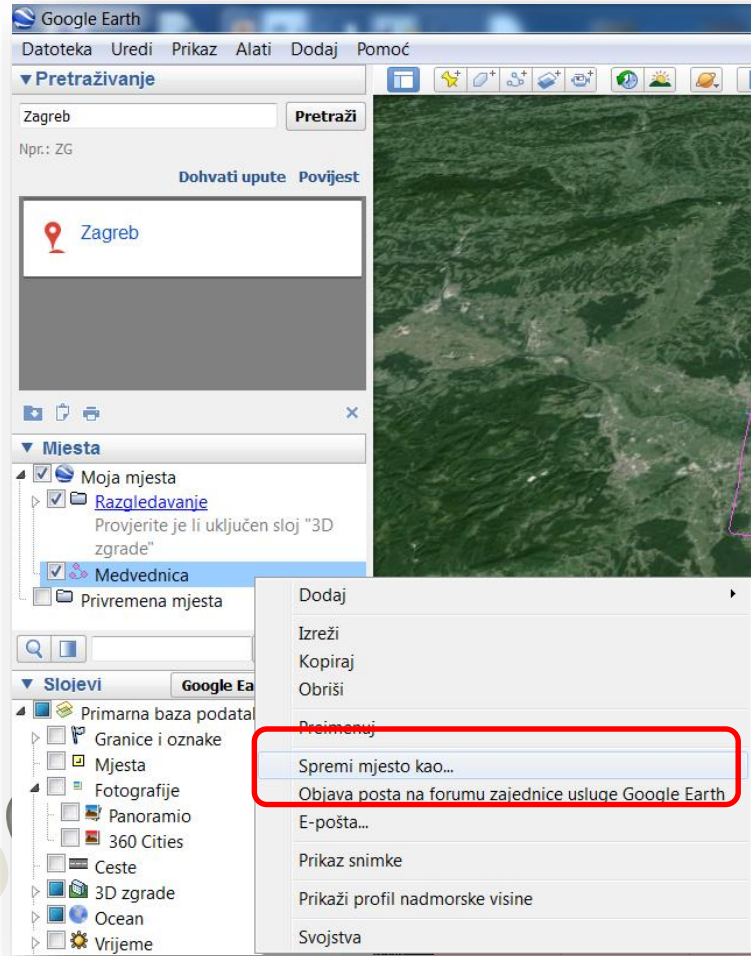 Google Earth
Datoteka Uredi Prikaz Alati Dodaj Pomoć
Pretraživanje
Zagreb
Pretraži
Npr.: ZG
Dohvati upute Povijest
Zagreb
Mjesta
Moja mjesta
Razgledavanje
Provjerite je li uključen sloj "3D
zgrade"
Medvednica
Privremena mjesta
Slojevi
Google Ea
Primarna baza podatal
Granice i oznake
Mjesta
Fotografije
Panoramio
360 Cities
Ceste
3D zgrade
Ocean
Vrijeme
Dodaj
Izreži
Kopiraj
Obriši
Preimenuj
Spremi mjesto kao...
Objava posta na forumu zajednice usluge Google Earth
E-pošta...
Prikaz snimke
Prikaži profil nadmorske visine
Svojstva